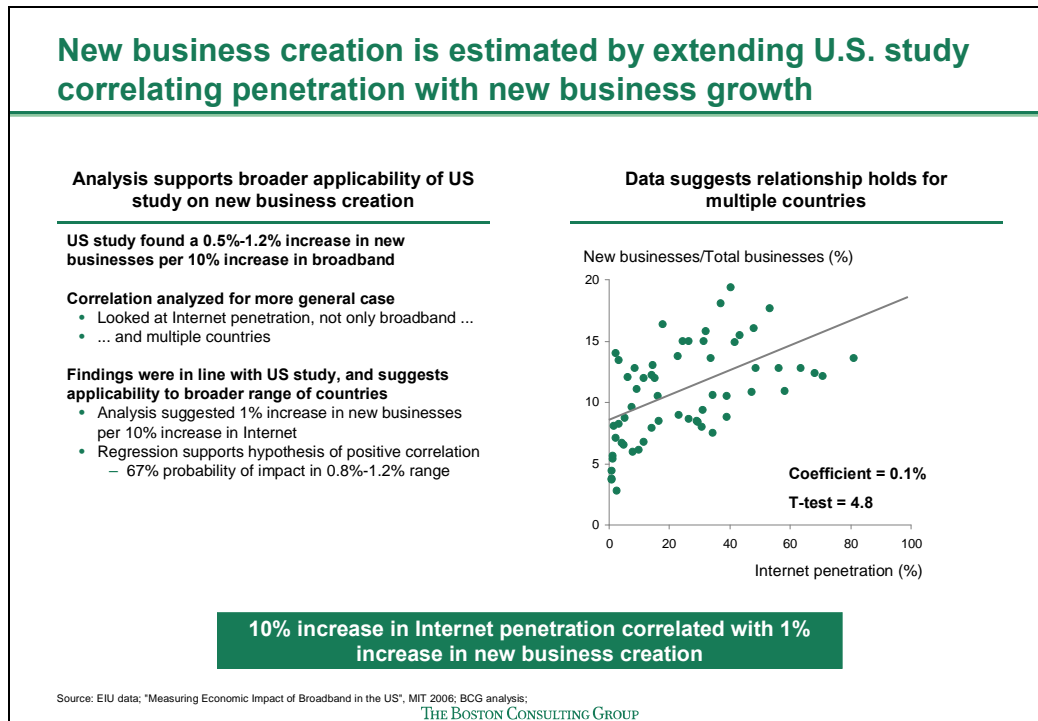 New business creation is estimated by extending U.S. study
correlating penetration with new business growth
Analysis supports broader applicability of US
study on new business creation
US study found a 0.5%-1.2% increase in new
businesses per 10% increase in broadband
Correlation analyzed for more general case
• Looked at Internet penetration, not only broadband ...
• ... and multiple countries
Findings were in line with US study, and suggests
applicability to broader range of countries
• Analysis suggested 1% increase in new businesses
per 10% increase in Internet
• Regression supports hypothesis of positive correlation
– 67% probability of impact in 0.8%-1.2% range
Data suggests relationship holds for
multiple countries
New businesses/Total businesses (%)
20
15
10
5
0
Coefficient = 0.1%
T-test = 4.8
0 20 40 60 80 100
Internet penetration (%)
10% increase in Internet penetration correlated with 1%
increase in new business creation
Source: EIU data; "Measuring Economic Impact of Broadband in the US", MIT 2006; BCG analysis;
THE BOSTON CONSULTING GROUP